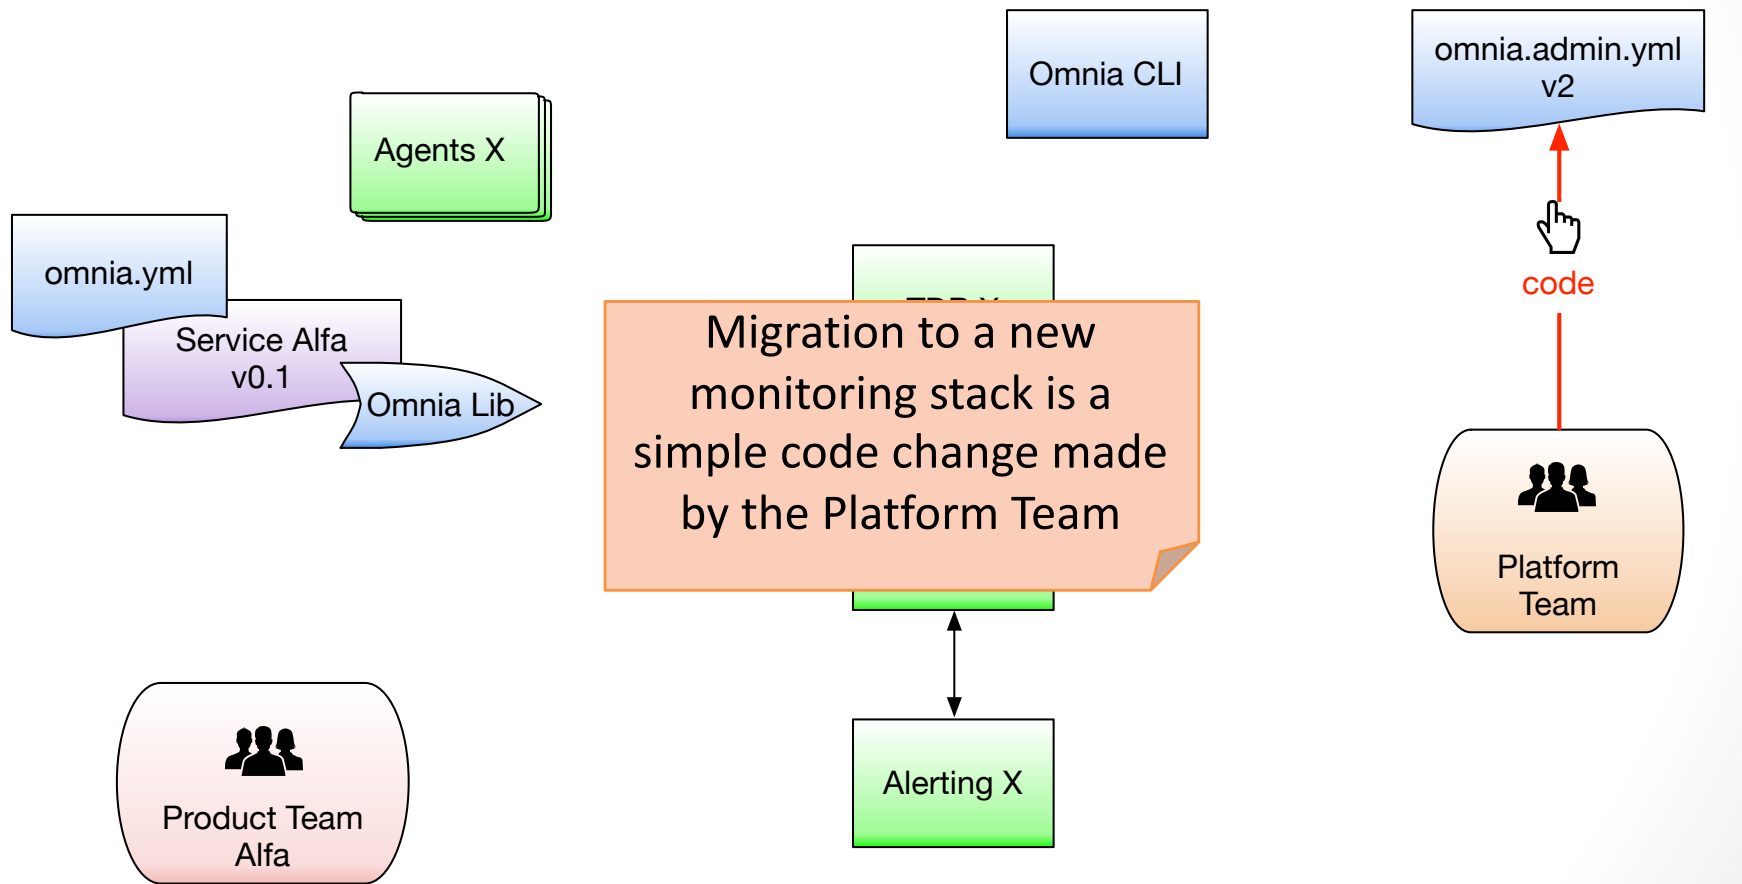 omnia.admin.yml
v2
Omnia CLI
Agents X
omnia.yml
code
Service Alfa
v0.1
Omnia Lib
Migration to a new
monitoring stack is a
simple code change made
by the Platform Team
Platform
Team
Alerting X
Product Team
Alfa